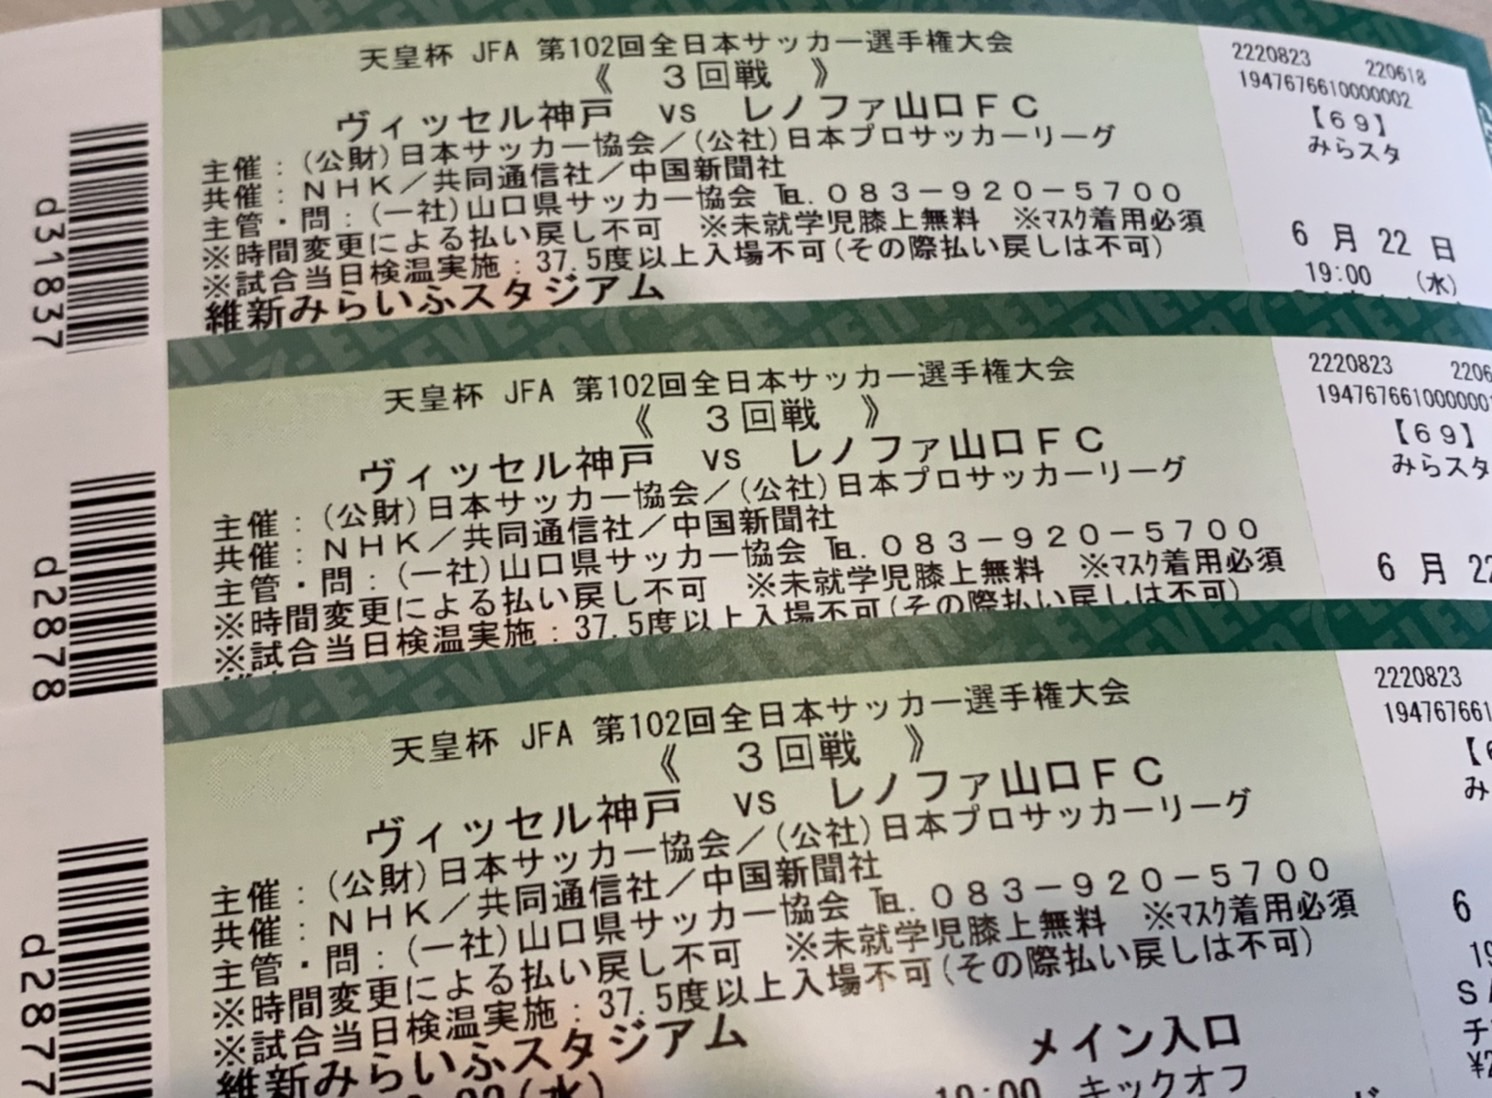 天皇杯 JFA 第102回全日本サッカー選手権大会
《 3回戦 》
ヴィッセル神戸 VS レノファ山口FC
主催：(公財)日本サッカー協会／(公社)日本プロサッカーリーグ
共催：NHK／共同通信社／中国新聞社
主管・問：(一社)山口県サッカー協会 ℡.083－920－5700
※時間変更による払い戻し不可 ※未就学児膝上無料 ※マスク着用必須
※試合当日検温実施：37.5度以上入場不可(その際払い戻しは不可)
維新みらいふスタジアム
2220823 220618
1947676610000002
【69】
みらスタ
6月22日
19:00 (水)
d31837
天皇杯 JFA 第102回全日本サッカー選手権大会
《 3回戦 》
ヴィッセル神戸 VS レノファ山口FC
主催：(公財)日本サッカー協会／(公社)日本プロサッカーリーグ
共催：NHK／共同通信社／中国新聞社
主管・問：(一社)山口県サッカー協会 ℡.083－920－5700
※時間変更による払い戻し不可 ※未就学児膝上無料 ※マスク着用必須
※試合当日検温実施：37.5度以上入場不可(その際払い戻しは不可)
2220823 2206
194767661000000
【69】
みらスタ
6月22
d2878
天皇杯 JFA 第102回全日本サッカー選手権大会
《 3回戦 》
ヴィッセル神戸 VS レノファ山口FC
主催：(公財)日本サッカー協会／(公社)日本プロサッカーリーグ
共催：NHK／共同通信社／中国新聞社
主管・問：(一社)山口県サッカー協会 ℡.083－920－5700
※時間変更による払い戻し不可 ※未就学児膝上無料 ※マスク着用必須
※試合当日検温実施：37.5度以上入場不可(その際払い戻しは不可)
維新みらいふスタジアム メイン入口
(水) 19:00 キックオフ
2220823
194767661
【6
み
6
19
S
チ
¥2
d2877